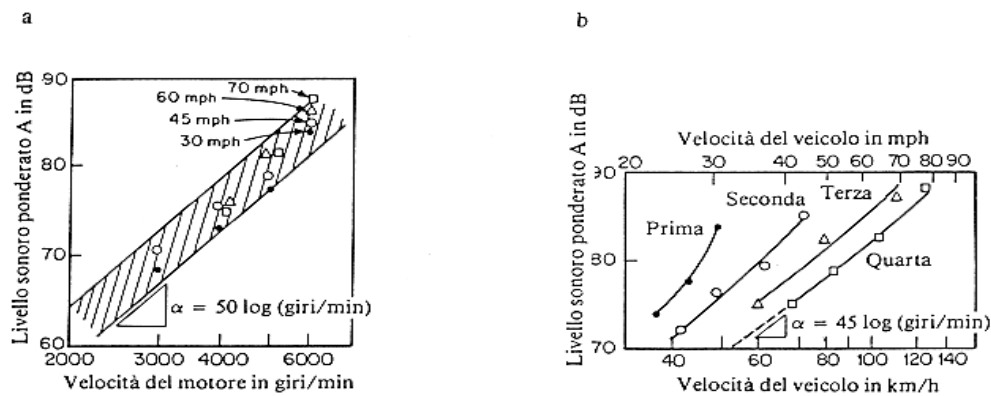 a
b
Livello sonoro ponderato A in dB
90
80
70
60
70 mph
60 mph
45 mph
30 mph
α = 50 log (giri/min)
2000
3000
4000
6000
Velocità del motore in giri/min
Velocità del veicolo in mph
20
30
40
50
70
80
90
Livello sonoro ponderato A in dB
90
80
70
Prima
Seconda
Terza
Quarta
α = 45 log (giri/min)
40
60
80
100
120
140
Velocità del veicolo in km/h